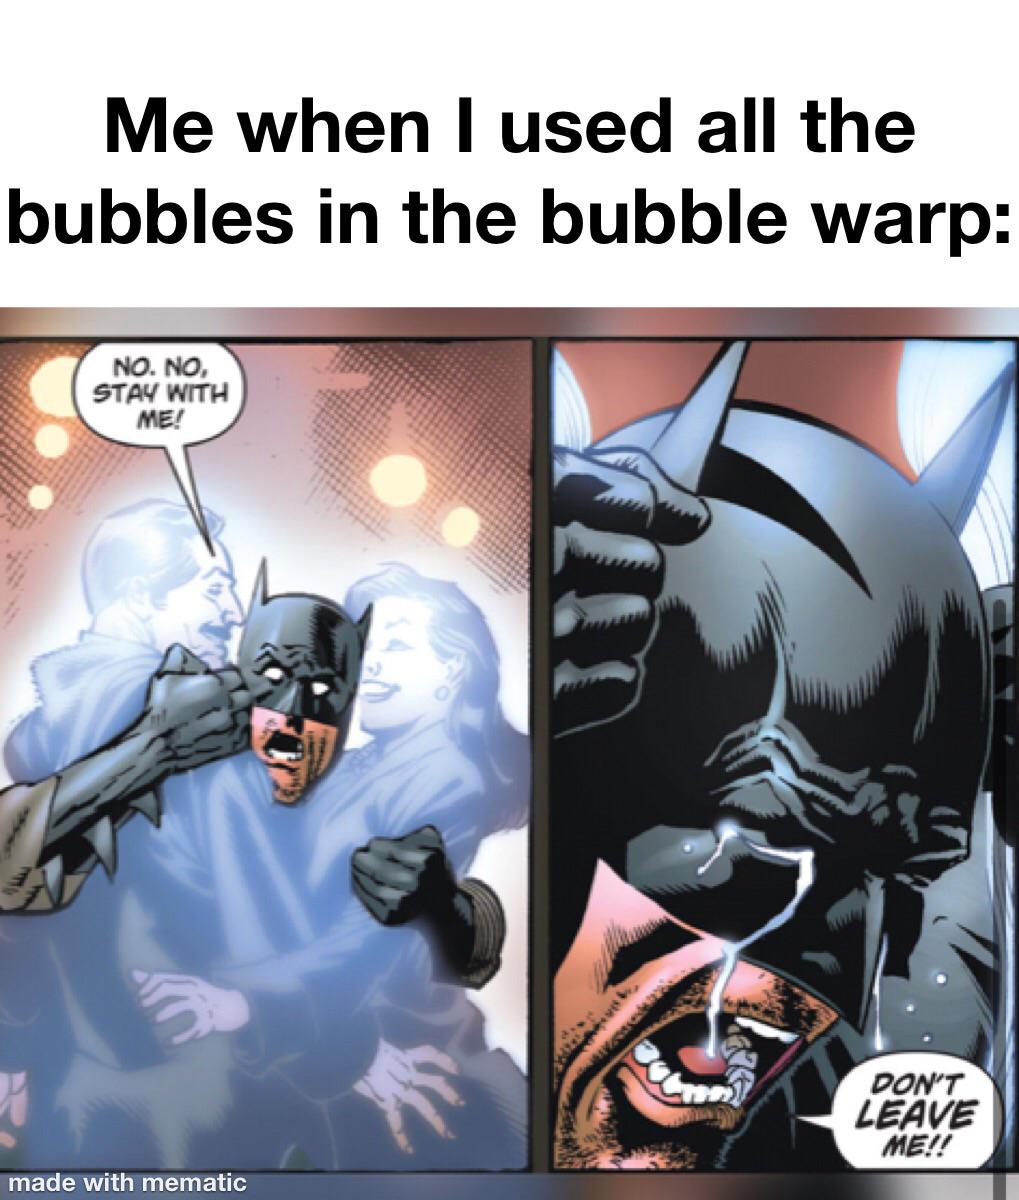 Me when I used all the
bubbles in the bubble warp:
NO. NO,
STAY WITH
ME!
DON'T
LEAVE
ME!!
made with mematic